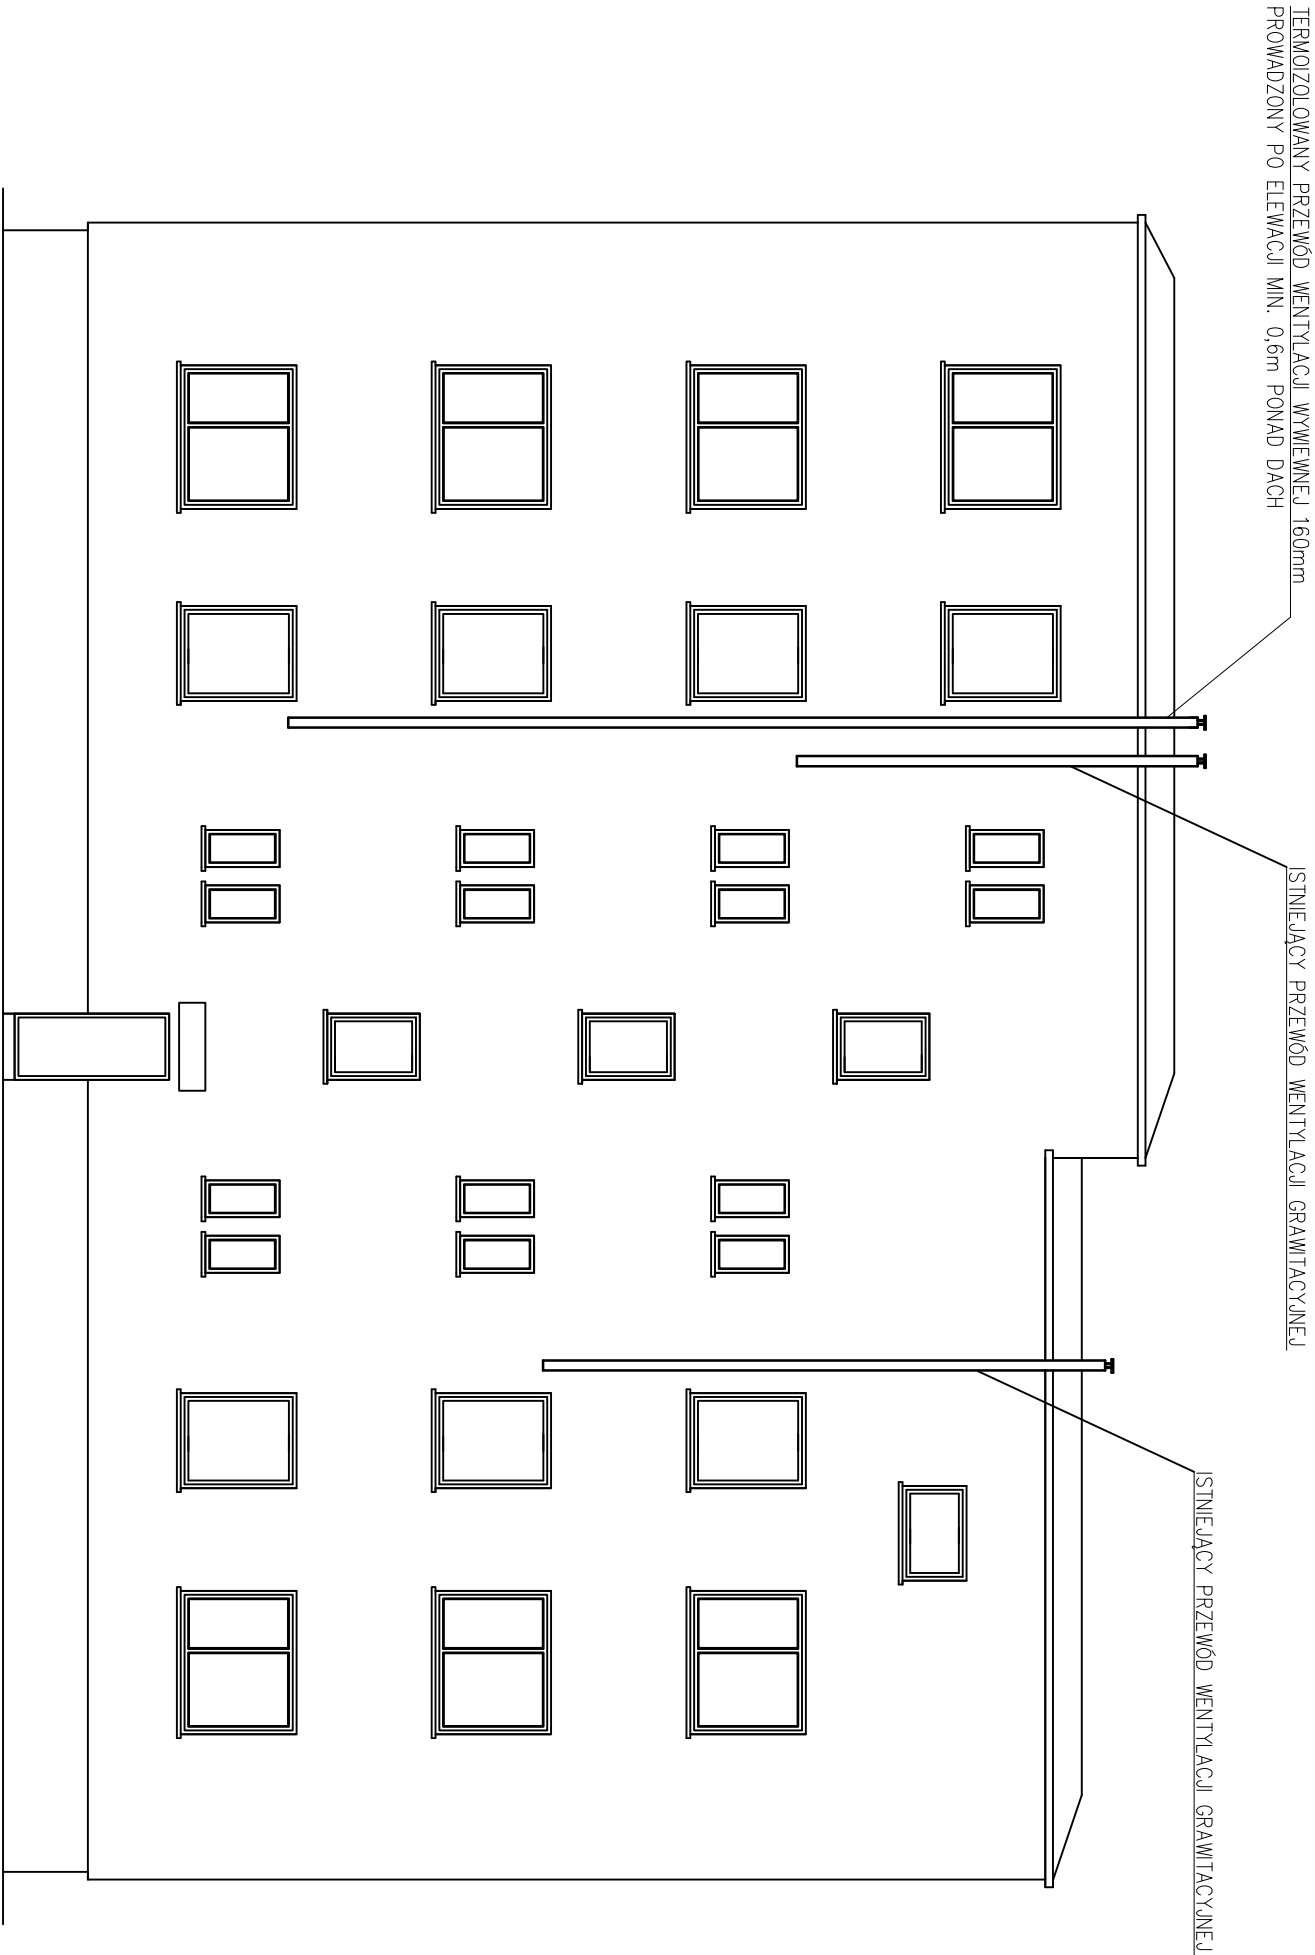 TERMOIZOLOWANY PRZEWÓD WENTYLACJI WYWIEWNEJ 160mm
PROWADZONY PO ELEWACJI MIN. 0,6m PONAD DACH
ISTNIEJĄCY PRZEWÓD WENTYLACJI GRAWITACYJNEJ
ISTNIEJĄCY PRZEWÓD WENTYLACJI GRAWITACYJNEJ